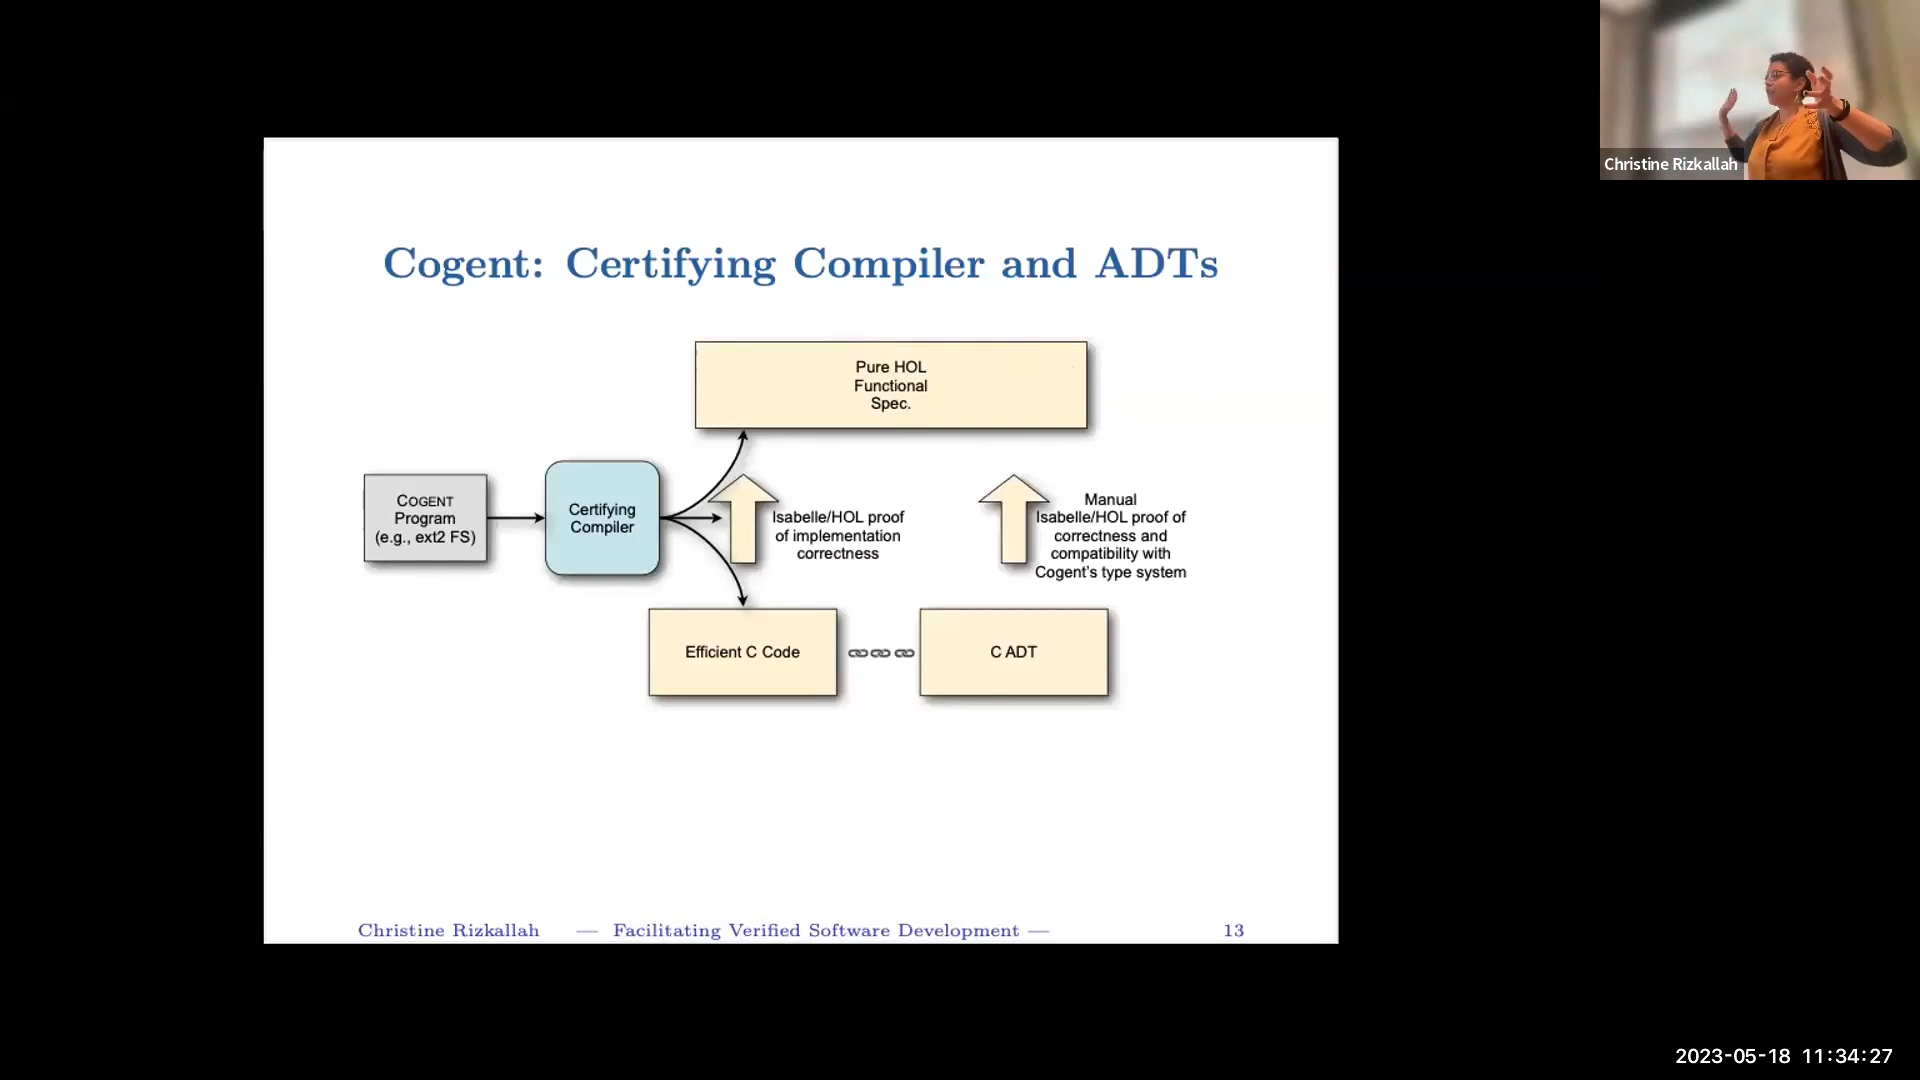 Christine Rizkallah
Cogent: Certifying Compiler and ADTs
Pure HOL
Functional
Spec.
COGENT
Program
(e.g., ext2 FS)
Certifying
Compiler
Isabelle/HOL proof
of implementation
correctness
Manual
Isabelle/HOL proof of
correctness and
compatibility with
Cogent's type system
Efficient C Code
C ADT
Christine Rizkallah — Facilitating Verified Software Development — 13
2023-05-18 11:34:27